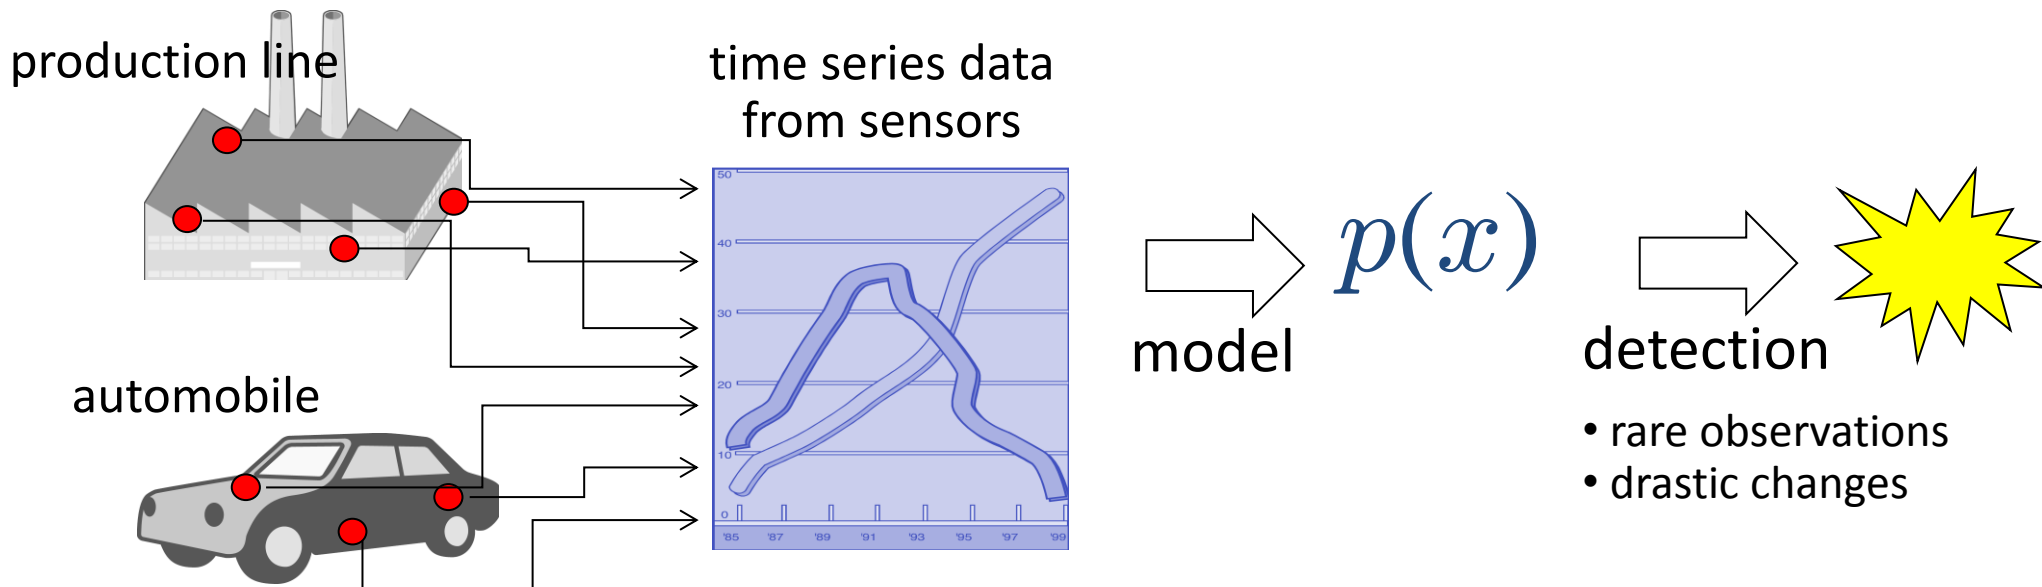 production line
time series data
from sensors
50
40
30
20
10
0
'85 '87 '89 '91 '93 '95 '97 '99
automobile
model
p(x)
detection
• rare observations
• drastic changes